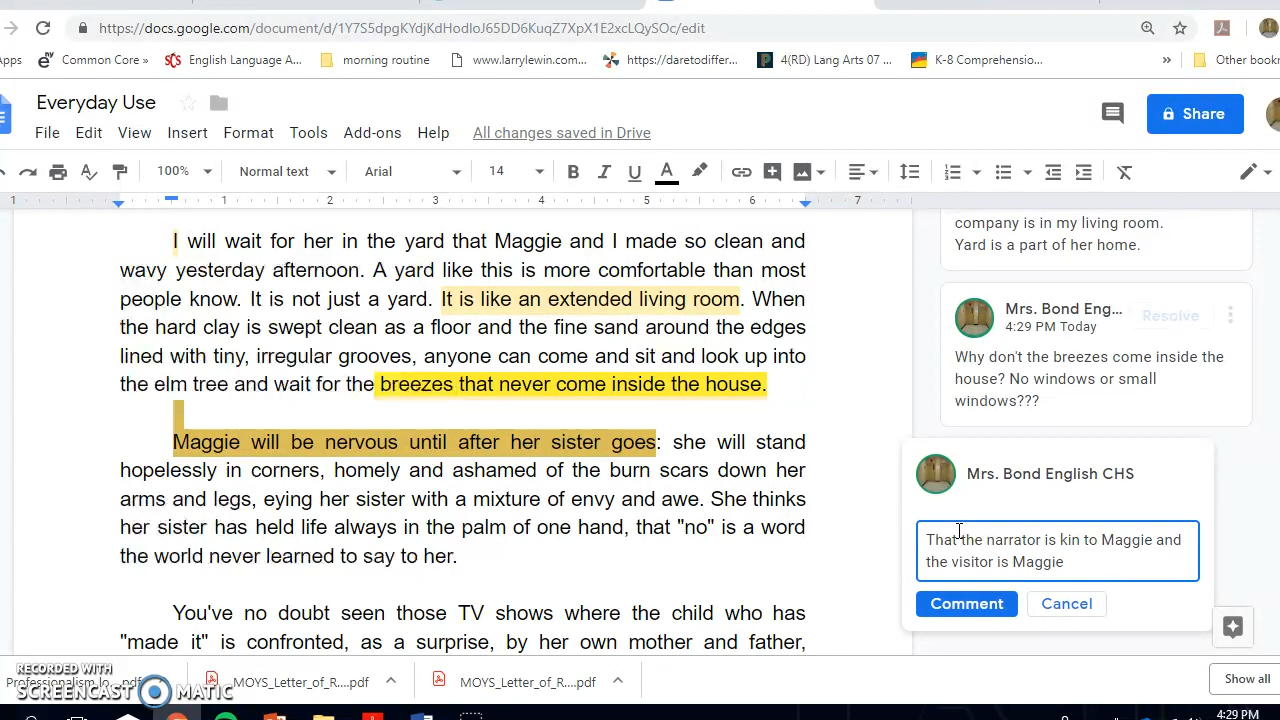 https://docs.google.com/document/d/1Y7S5dpgKYdjKdHodIoJ65DD6KuqZ7XpX1E2xcLQySOc/edit
Apps Common Core » English Language A... morning routine www.larrylewin.com... https://daretodiffer... 4(RD) Lang Arts 07 ... K-8 Comprehensio... » Other book
Everyday Use
File Edit View Insert Format Tools Add-ons Help All changes saved in Drive
Share
100% Normal text Arial 14 B I U A
1 1 2 3 4 5 6 7
I will wait for her in the yard that Maggie and I made so clean and
wavy yesterday afternoon. A yard like this is more comfortable than most
people know. It is not just a yard. It is like an extended living room. When
the hard clay is swept clean as a floor and the fine sand around the edges
lined with tiny, irregular grooves, anyone can come and sit and look up into
the elm tree and wait for the breezes that never come inside the house.
Maggie will be nervous until after her sister goes: she will stand
hopelessly in corners, homely and ashamed of the burn scars down her
arms and legs, eying her sister with a mixture of envy and awe. She thinks
her sister has held life always in the palm of one hand, that "no" is a word
the world never learned to say to her.
You've no doubt seen those TV shows where the child who has
"made it" is confronted, as a surprise, by her own mother and father,
company is in my living room.
Yard is a part of her home.
Mrs. Bond Eng...
Resolve
4:29 PM Today
Why don't the breezes come inside the
house? No windows or small
windows???
Mrs. Bond English CHS
That the narrator is kin to Maggie and
the visitor is Maggie
Comment Cancel
RECORDED WITH
SCREENCAST MATIC
MOYS_Letter_of_R....pdf MOYS_Letter_of_R....pdf Show all
4:29 PM